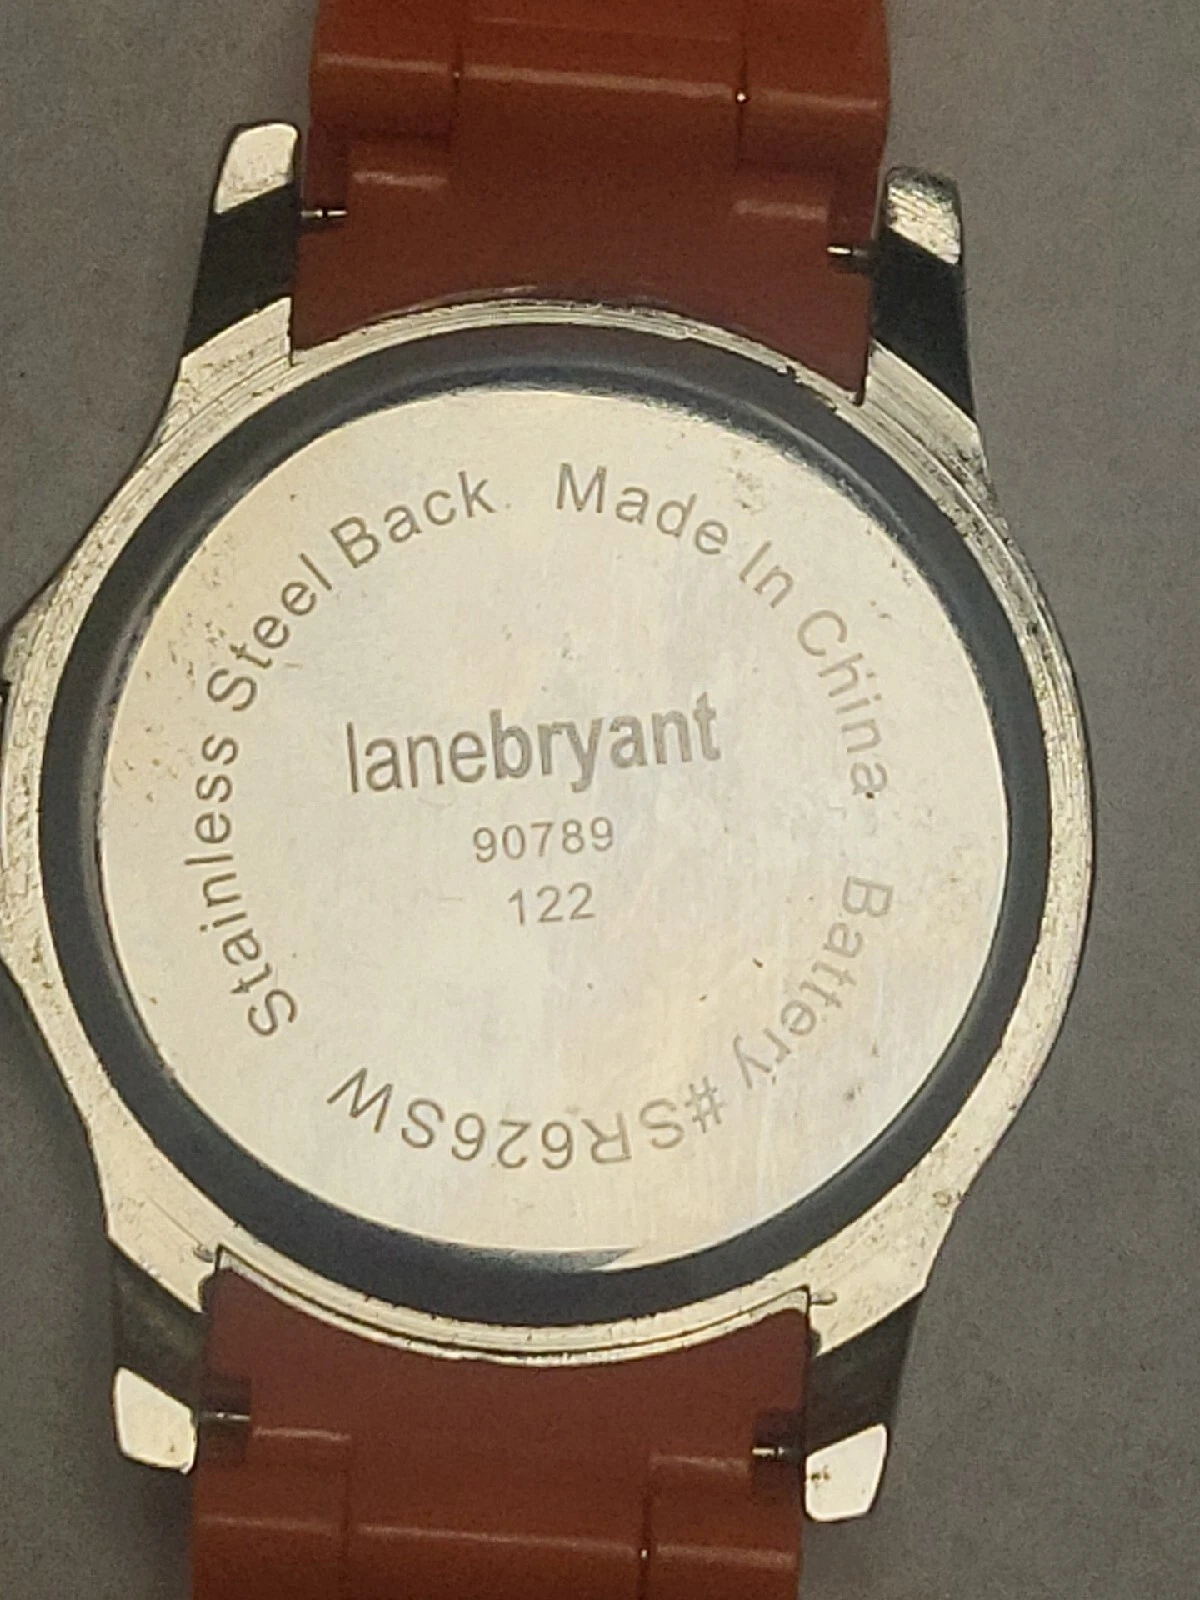 Stainless Steel Back Made In China Battery #SR626SW
lanebryant
90789
122